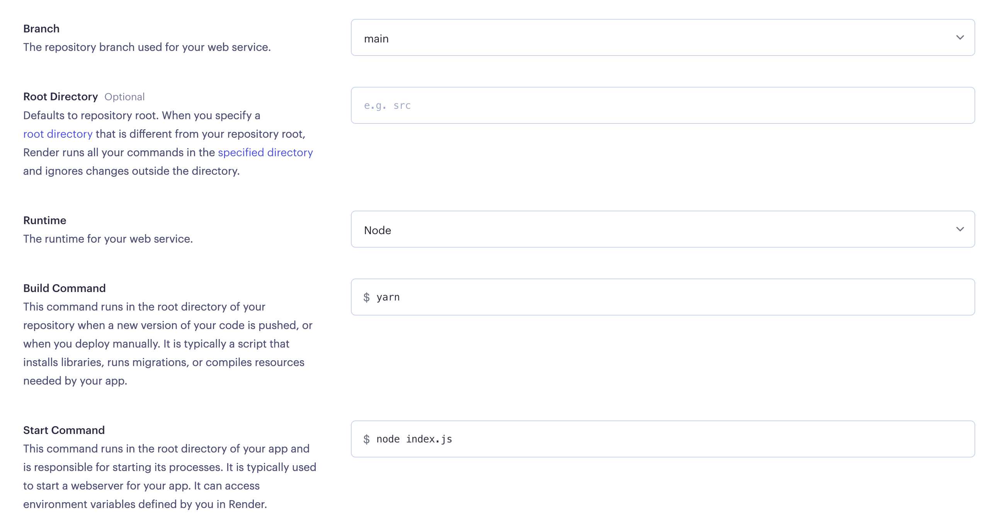 Branch
The repository branch used for your web service.
main
Root Directory Optional
Defaults to repository root. When you specify a
root directory that is different from your repository root,
Render runs all your commands in the specified directory
and ignores changes outside the directory.
e.g. src
Runtime
The runtime for your web service.
Node
Build Command
This command runs in the root directory of your
repository when a new version of your code is pushed, or
when you deploy manually. It is typically a script that
installs libraries, runs migrations, or compiles resources
needed by your app.
$ yarn
Start Command
This command runs in the root directory of your app and
is responsible for starting its processes. It is typically used
to start a webserver for your app. It can access
environment variables defined by you in Render.
$ node index.js